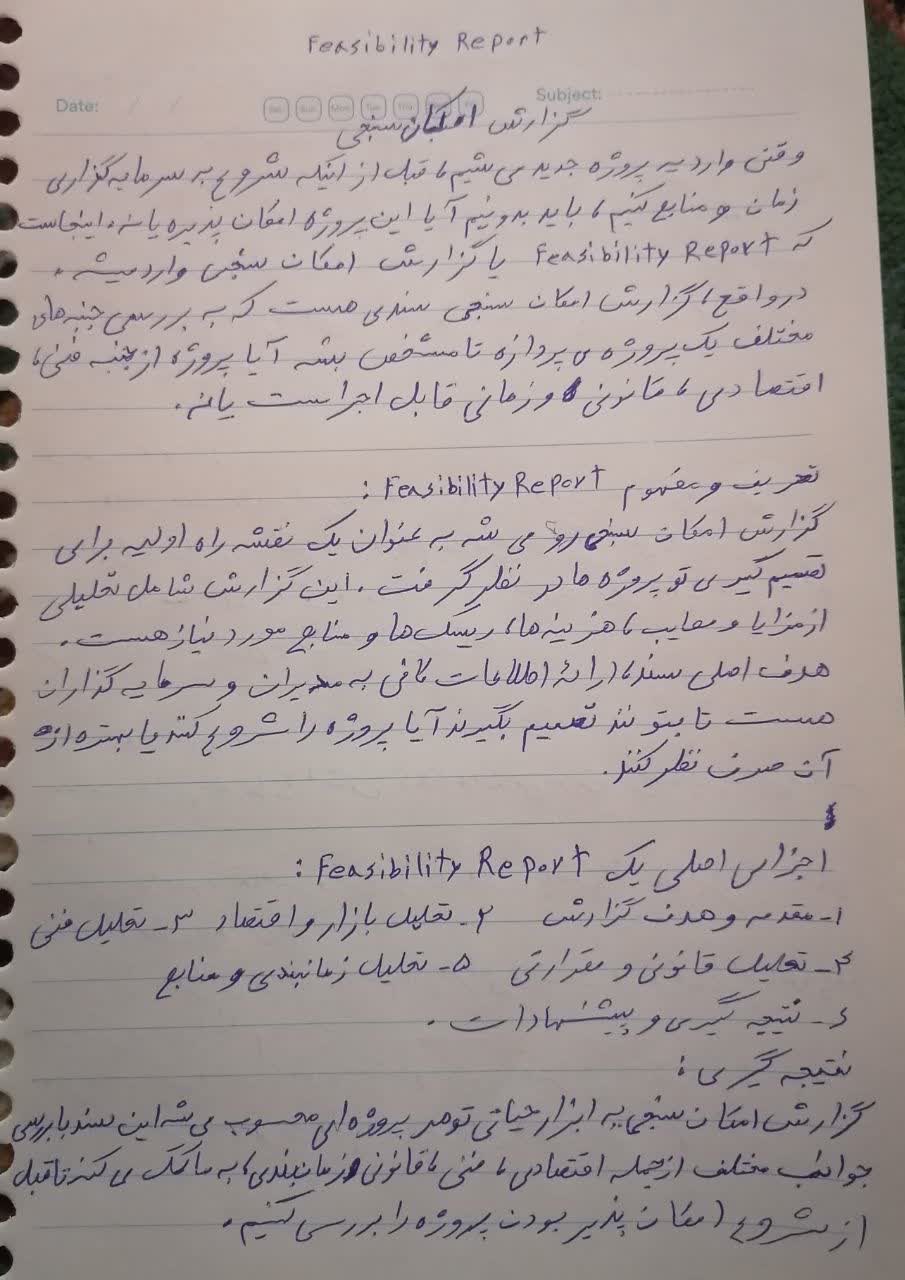 Feasibility Report
Date: / /
Sat Sun Mon Tue Thu
Subject:
گزارش امکان سنجی
وقتی وارد یه پروژه جدید می شیم، قبل از اینکه شروع به سرمایه گزاری
زمان و منابع کنیم، باید بدونیم آیا این پروژه امکان پذیره یا نه. اینجاست
که Feasibility Report یا گزارش امکان سنجی وارد میشه.
در واقع، گزارش امکان سنجی سندی هست که به بررسی جنبه های
مختلف یک پروژه می پردازه تا مشخص بشه آیا پروژه از جنبه فنی،
اقتصادی، قانونی و زمانی قابل اجراست یا نه.
تعریف و مفهوم Feasibility Report :
گزارش امکان سنجی رو می شه به عنوان یک نقشه راه اولیه برای
تصمیم گیری تو پروژه ها در نظر گرفت. این گزارش شامل تحلیلی
از مزایا و معایب، هزینه ها، ریسک ها و منابع مورد نیاز هست.
هدف اصلی سند، ارائهٔ اطلاعات کافی به مدیران و سرمایه گذاران
هست تا بتونند تصمیم بگیرند آیا پروژه را شروع کنند یا بهتره از
آن صرف نظر کنند.
اجزای اصلی یک Feasibility Report :
۱- مقدمه و هدف گزارش ۲- تحلیل بازار و اقتصاد ۳- تحلیل فنی
۴- تحلیل قانونی و مقرراتی ۵- تحلیل زمانبندی و منابع
۶- نتیجه گیری و پیشنهادات.
نتیجه گیری :
گزارش امکان سنجی یه ابزار حیاتی تو هر پروژه ای محسوب می شه این سند با بررسی
جوانب مختلف از جمله اقتصادی، فنی، قانونی و زمان بندی، به ما کمک می کند تا قبل
از شروع امکان پذیر بودن پروژه را بررسی کنیم.